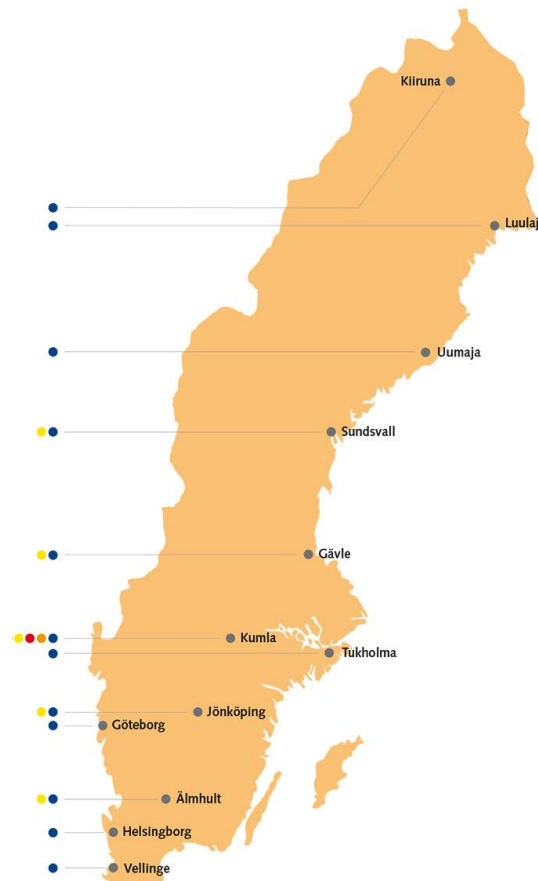 Kiiruna
Luulaj
Uumaja
Sundsvall
Gävle
Kumla
Tukholma
Jönköping
Göteborg
Älmhult
Helsingborg
Vellinge